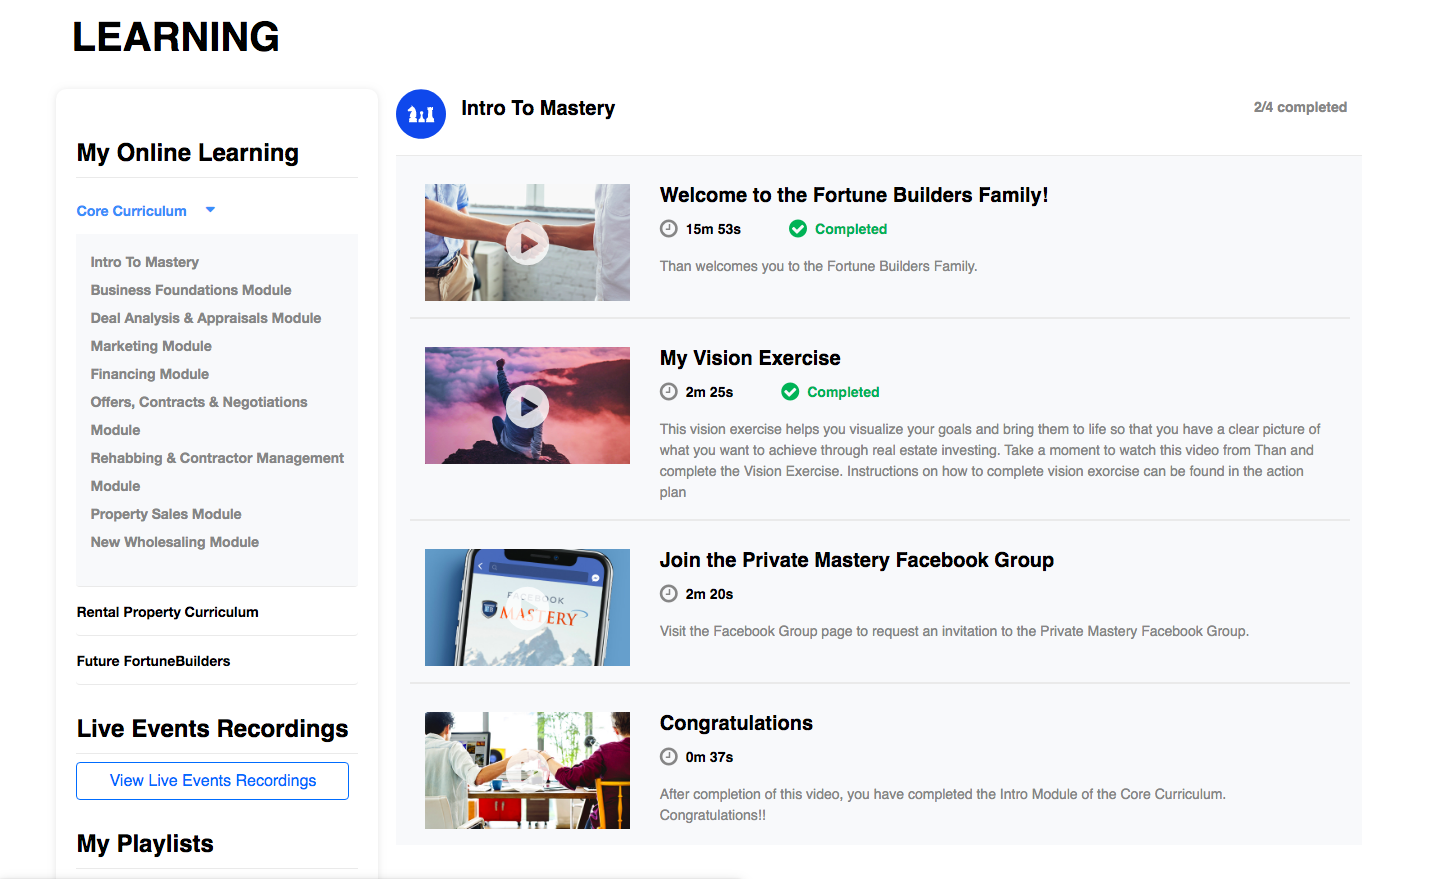 LEARNING
My Online Learning
Core Curriculum
Intro To Mastery
Business Foundations Module
Deal Analysis & Appraisals Module
Marketing Module
Financing Module
Offers, Contracts & Negotiations
Module
Rehabbing & Contractor Management
Module
Property Sales Module
New Wholesaling Module
Rental Property Curriculum
Future FortuneBuilders
Live Events Recordings
View Live Events Recordings
My Playlists
Intro To Mastery
2/4 completed
Welcome to the Fortune Builders Family!
15m 53s Completed
Than welcomes you to the Fortune Builders Family.
My Vision Exercise
2m 25s Completed
This vision exercise helps you visualize your goals and bring them to life so that you have a clear picture of
what you want to achieve through real estate investing. Take a moment to watch this video from Than and
complete the Vision Exercise. Instructions on how to complete vision exorcise can be found in the action
plan
FACEBOOK
MASTERY
Join the Private Mastery Facebook Group
2m 20s
Visit the Facebook Group page to request an invitation to the Private Mastery Facebook Group.
Congratulations
0m 37s
After completion of this video, you have completed the Intro Module of the Core Curriculum.
Congratulations!!